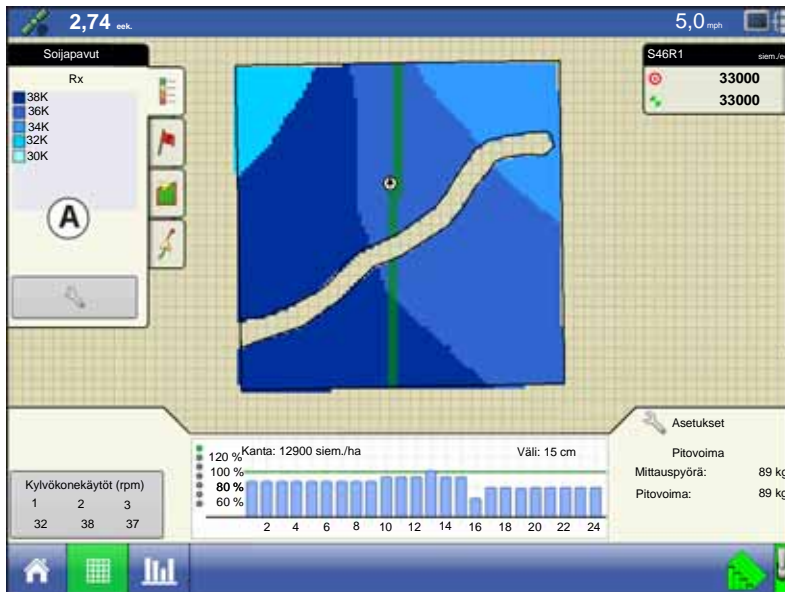 2,74 eek.
5,0 mph
Soijapavut
Rx
38K
36K
34K
32K
30K
A
S46R1
33000
33000
120 %
100 %
80 %
60 %
Kanta: 12900 siem./ha
Väli: 15 cm
2 4 6 8 10 12 14 16 18 20 22 24
Kylvökonekäytöt (rpm)
1 2 3
32 38 37
Asetukset
Pitovoima
Mittauspyörä: 89 kg
Pitovoima: 89 kg